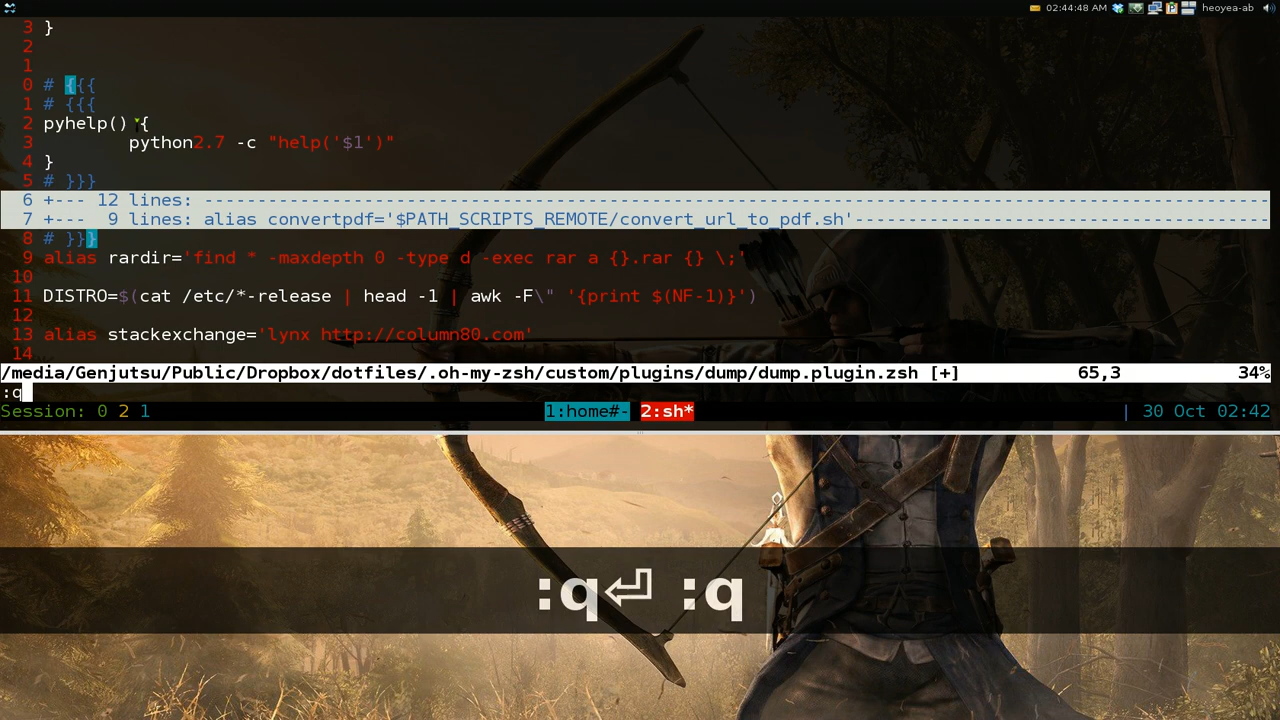 02:44:48 AM heoyea-ab
3 }
2
1
0 # {{{
1 # {{{
2 pyhelp() {
3 python2.7 -c "help('$1')"
4 }
5 # }}}
6 +--- 12 lines: ----------------------------------------------------------------------------------------------------
7 +---  9 lines: alias convertpdf='$PATH_SCRIPTS_REMOTE/convert_url_to_pdf.sh'---------------------------------------
8 # }}}
9 alias rardir='find * -maxdepth 0 -type d -exec rar a {}.rar {} \;'
10
11 DISTRO=$(cat /etc/*-release | head -1 | awk -F\" '{print $(NF-1)}')
12
13 alias stackexchange='lynx http://column80.com'
14
/media/Genjutsu/Public/Dropbox/dotfiles/.oh-my-zsh/custom/plugins/dump/dump.plugin.zsh [+] 65,3 34%
:q
Session: 0 2 1 1:home#- 2:sh* | 30 Oct 02:42
:q⏎ :q